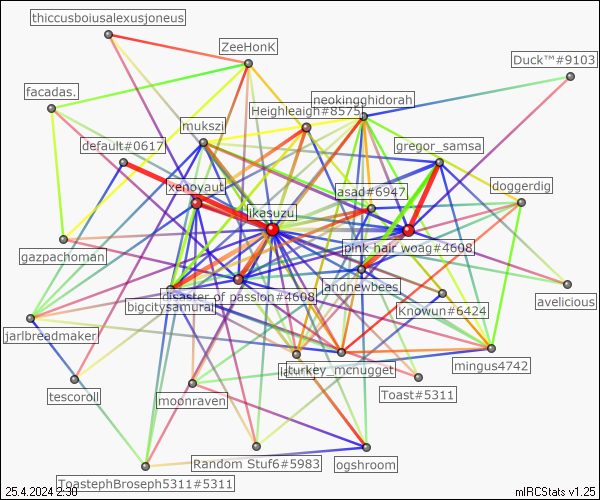 thiccusboiusalexusjoneus
ZeeHonK
Duck™#9103
facadas.
neokingghidorah
Heighleaigh#8575
mukszi
default#0617
gregor_samsa
xenoyaut
asad#6947
doggerdig
ikasuzu
pink hair woag#4608
gazpachoman
landnewbees
disaster of passion#4608
avelicious
bigcitysamurai
Knowun#6424
jarlbreadmaker
mingus4742
turkey_mcnugget
tescoroll
moonraven
Toast#5311
Random Stuf6#5983
ogshroom
ToastephBroseph5311#5311
25.4.2024 2:30
mIRCStats v1.25